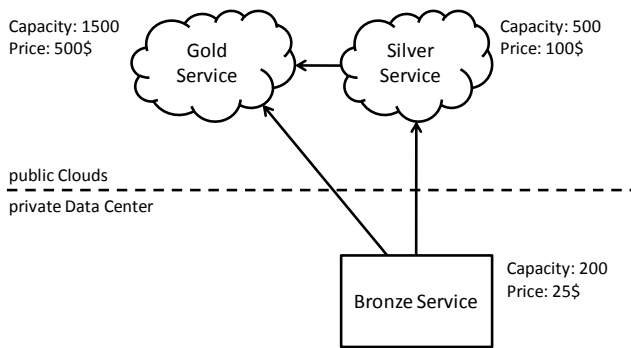 Capacity: 1500
Price: 500$
Gold
Service
Silver
Service
Capacity: 500
Price: 100$
public Clouds
private Data Center
Bronze Service
Capacity: 200
Price: 25$